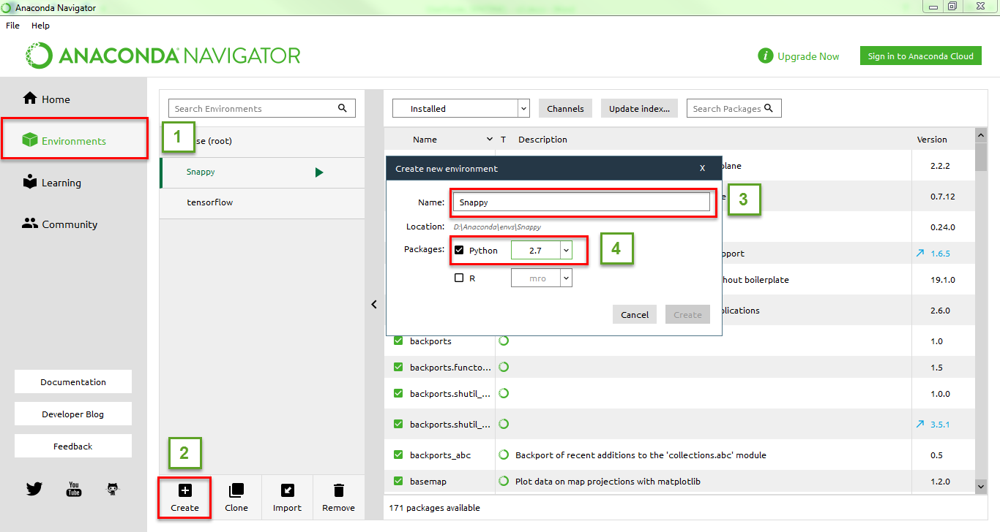 Anaconda Navigator
File Help
ANACONDA NAVIGATOR
Upgrade Now
Sign in to Anaconda Cloud
Home
Environments
Learning
Community
Documentation
Developer Blog
Feedback
You Tube
Search Environments
1
se (root)
Snappy
tensorflow
2
Create
Clone
Import
Remove
Installed
Channels
Update index...
Search Packages
Name
T
Description
Version
plane
2.2.2
e
0.7.12
0.24.0
pport
1.6.5
hout boilerplate
19.1.0
plications
2.6.0
Create new environment
X
Name:
Snappy
3
Location:
D:\Anaconda\envs\Snappy
Packages:
Python
2.7
4
R
mro
Cancel
Create
backports
1.0
backports.functo...
1.5
backports.shutil_...
1.0.0
backports.shutil_...
3.5.1
backports_abc
Backport of recent additions to the 'collections.abc' module
0.5
basemap
Plot data on map projections with matplotlib
1.2.0
171 packages available